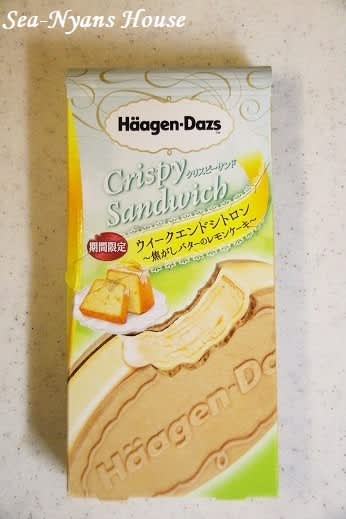 Sea-Nyans House
Häagen-Dazs
Crispy クリスピーサンド
Sandwich
期間限定
ウイークエンドシトロン
～焦がしバターのレモンケーキ～
Häagen-Da